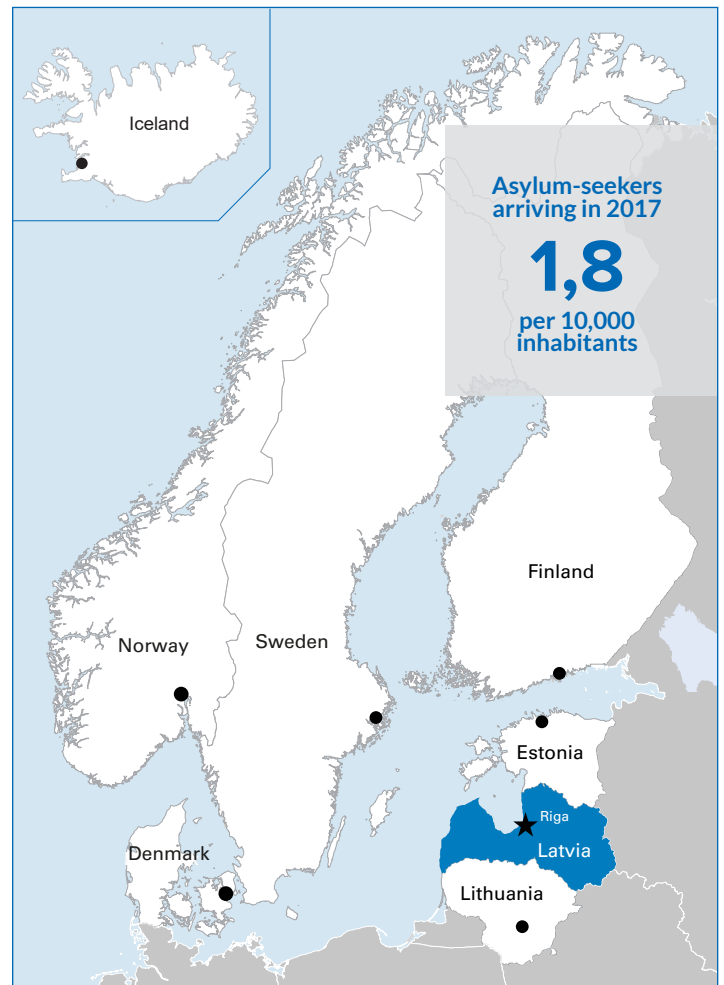 Iceland
Asylum-seekers
arriving in 2017
1,8
per 10,000
inhabitants
Finland
Norway
Sweden
Estonia
Riga
Latvia
Denmark
Lithuania